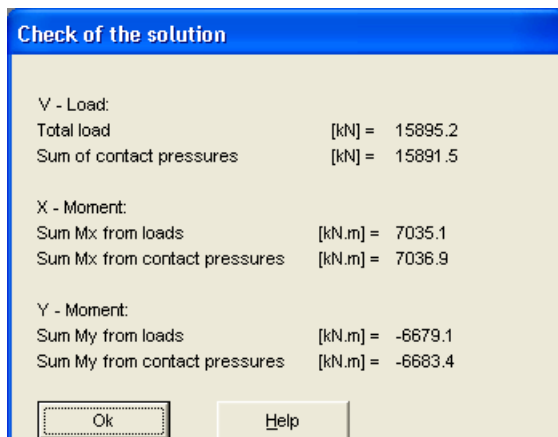 Check of the solution
V - Load:
Total load [kN] = 15895.2
Sum of contact pressures [kN] = 15891.5
X - Moment:
Sum Mx from loads [kN.m] = 7035.1
Sum Mx from contact pressures [kN.m] = 7036.9
Y - Moment:
Sum My from loads [kN.m] = -6679.1
Sum My from contact pressures [kN.m] = -6683.4
Ok Help